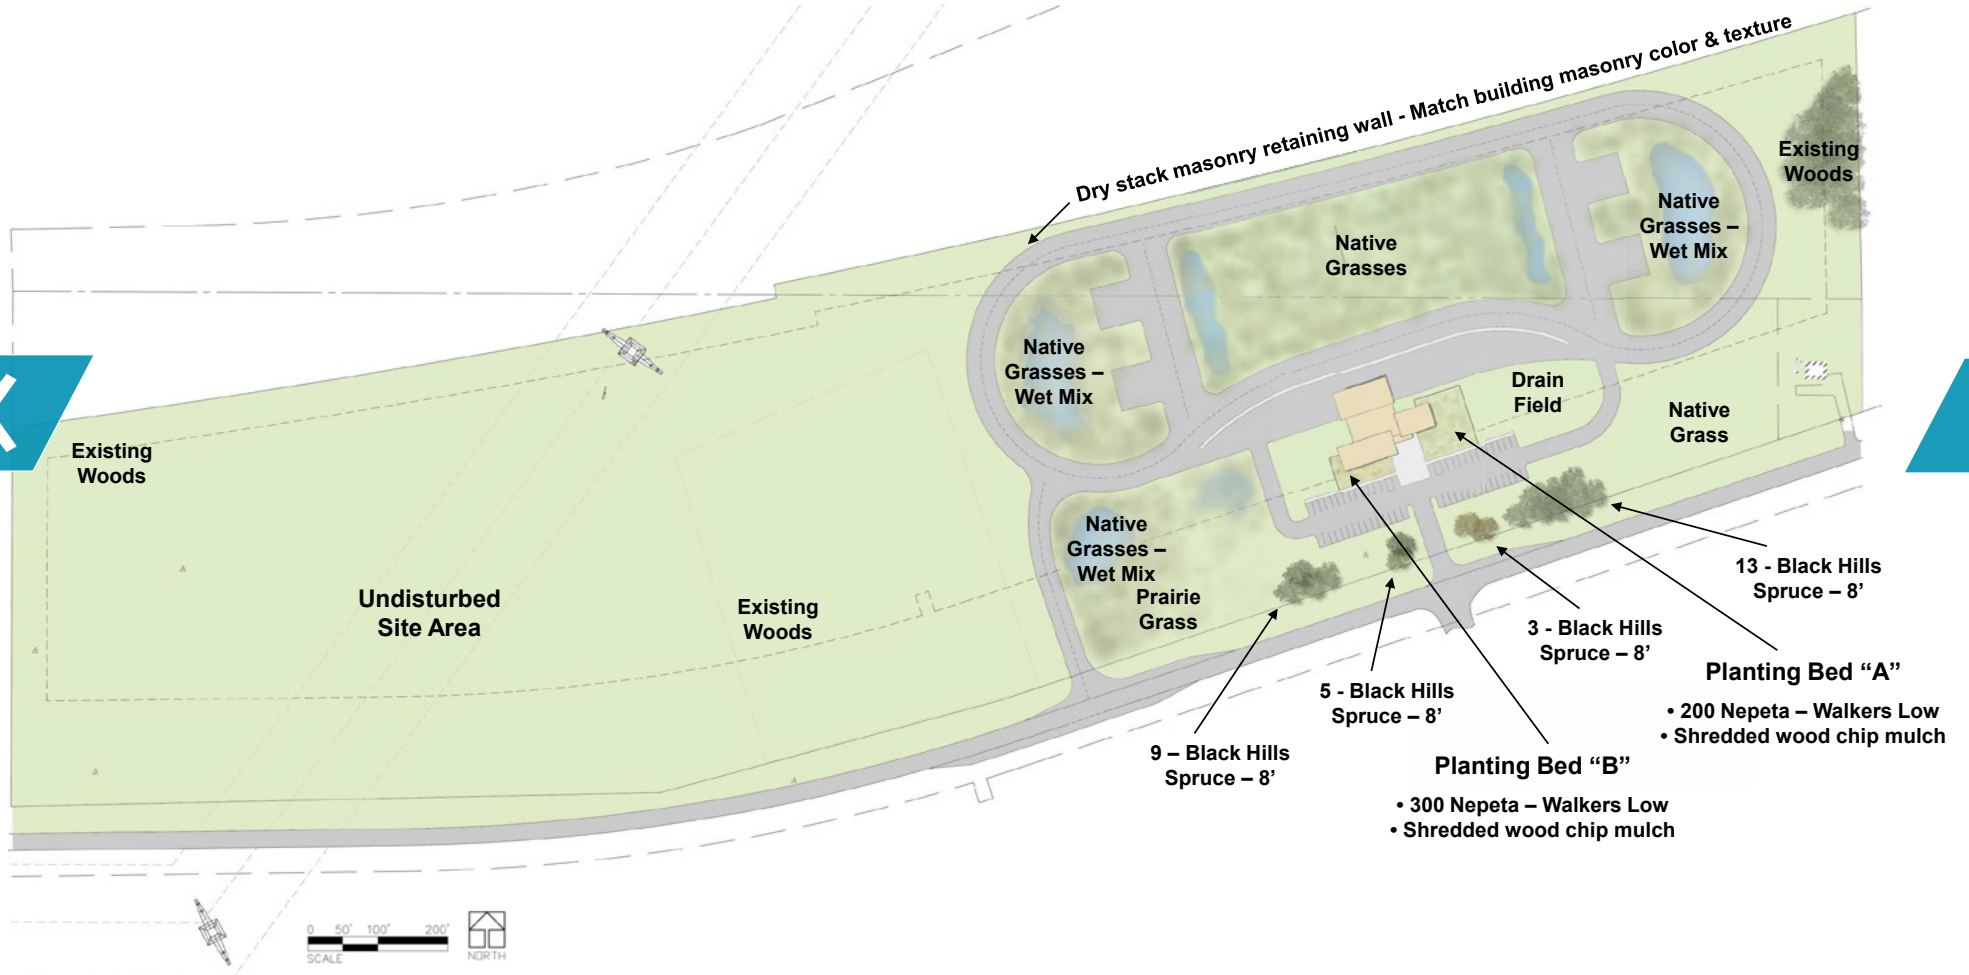 Dry stack masonry retaining wall - Match building masonry color & texture
Existing
Woods
Native
Grasses –
Wet Mix
Native
Grasses
Native
Grasses –
Wet Mix
Drain
Field
Native
Grass
Existing
Woods
Native
Grasses –
Wet Mix
Prairie
Grass
Undisturbed
Site Area
Existing
Woods
13 - Black Hills
Spruce – 8’
3 - Black Hills
Spruce – 8’
5 - Black Hills
Spruce – 8’
9 – Black Hills
Spruce – 8’
Planting Bed “A”
• 200 Nepeta – Walkers Low
• Shredded wood chip mulch
Planting Bed “B”
• 300 Nepeta – Walkers Low
• Shredded wood chip mulch
0 50' 100' 200'
SCALE
NORTH